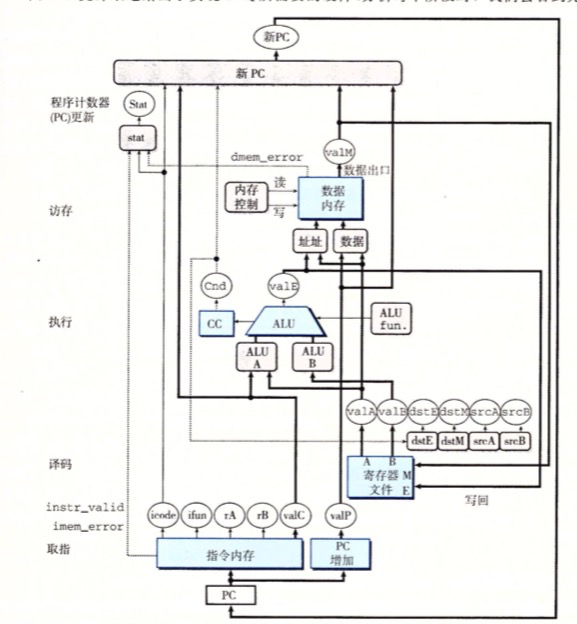 新PC
新 PC
程序计数器
(PC)更新
Stat
stat
dmem_error
valM
数据出口
内存
控制
读
写
数据
内存
访存
址址
数据
Cnd
valE
执行
CC
ALU
ALU
fun.
ALU
A
ALU
B
valA
valB
dstE
dstM
srcA
srcB
dstE
dstM
srcA
srcB
译码
A
B
寄存器
文件
M
E
写回
instr_valid
imem_error
icode
ifun
rA
rB
valC
valP
取指
指令内存
PC
增加
PC